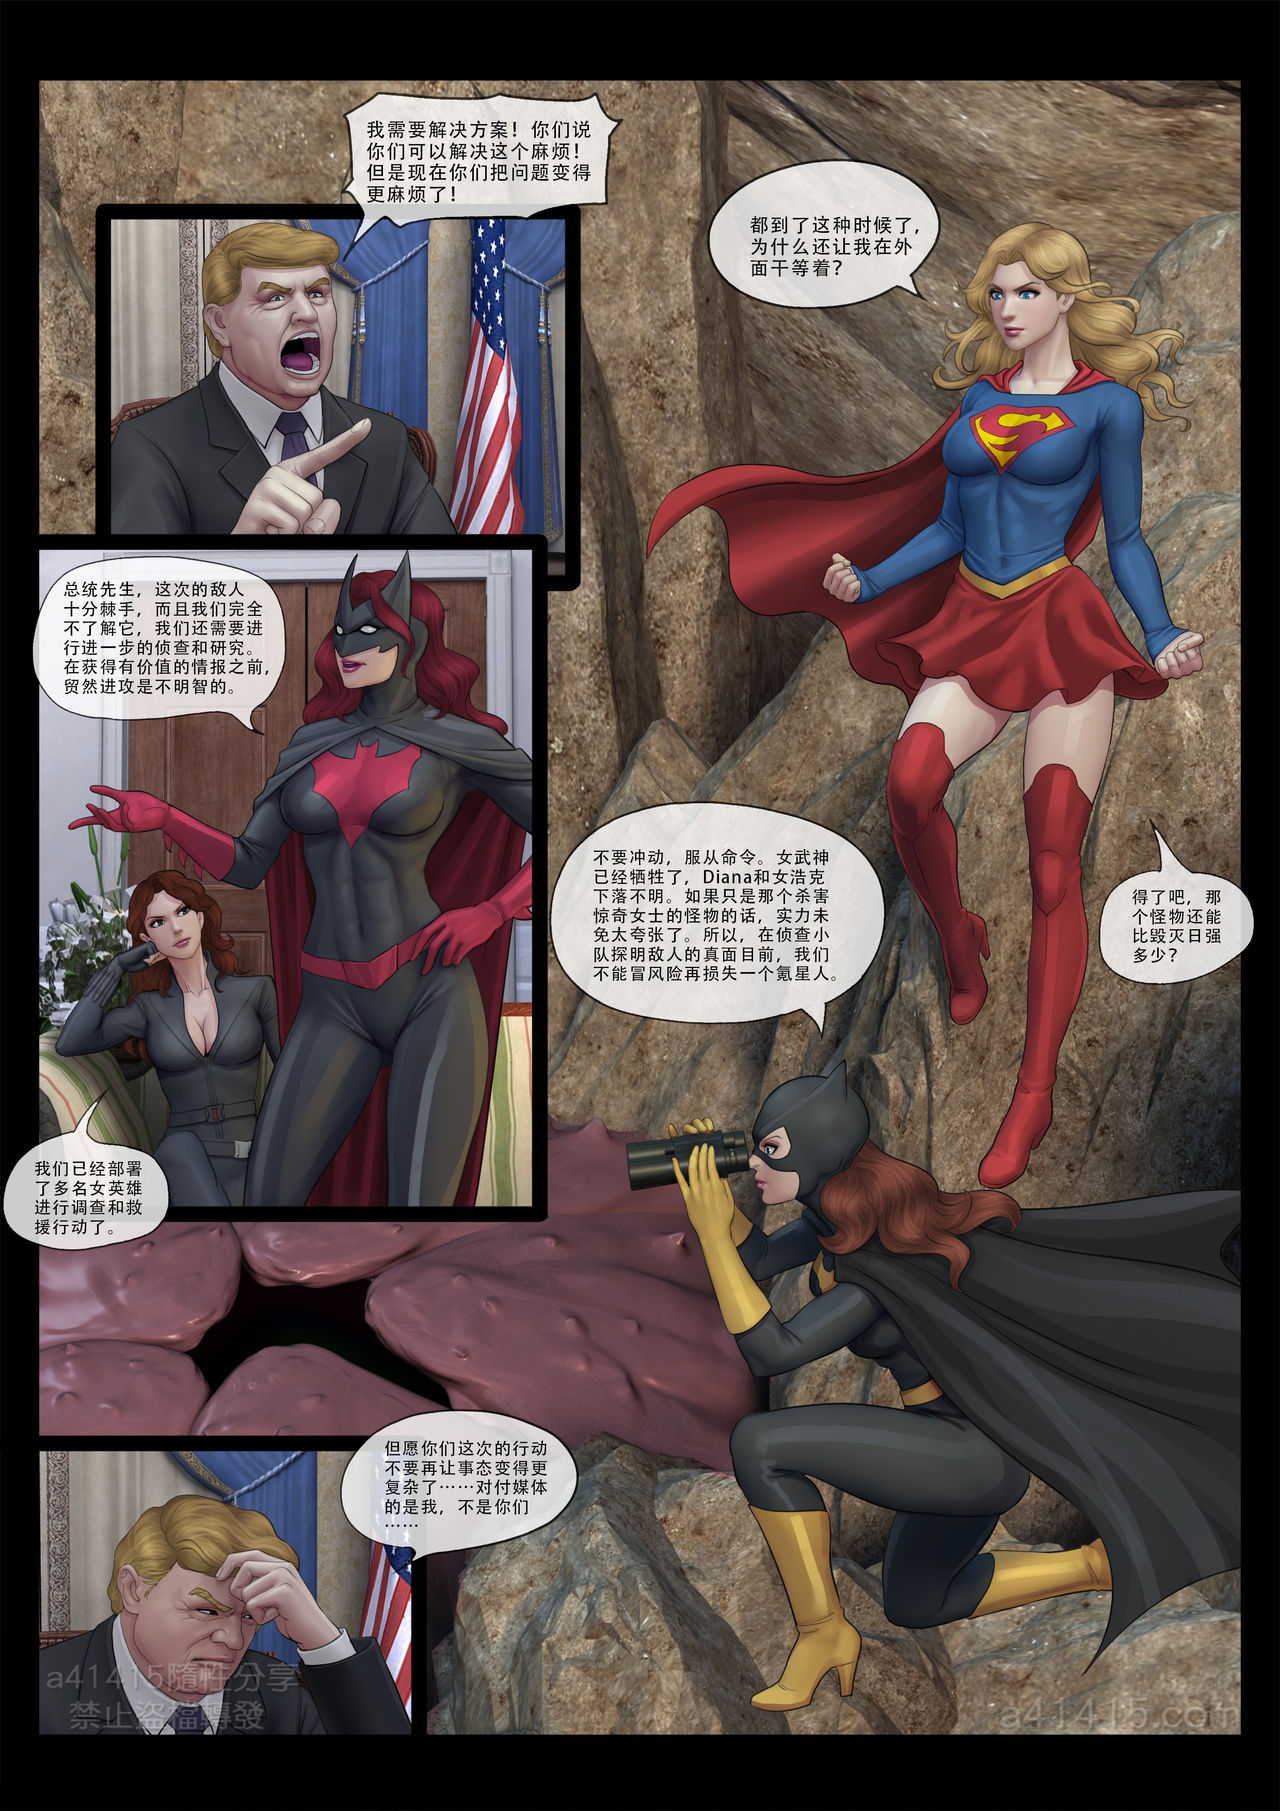 我需要解决方案！你们说
你们可以解决这个麻烦！
但是现在你们把问题变得
更麻烦了！
都到了这种时候了，
为什么还让我在外
面干等着？
总统先生，这次的敌人
十分棘手，而且我们完全
不了解它，我们还需要进
行进一步的侦查和研究。
在获得有价值的情报之前，
贸然进攻是不明智的。
我们已经部署
了多名女英雄
进行调查和救
援行动了。
不要冲动，服从命令。女武神
已经牺牲了，Diana和女浩克
下落不明。如果只是那个杀害
惊奇女士的怪物的话，实力未
免太夸张了。所以，在侦查小
队探明敌人的真面目前，我们
不能冒风险再损失一个氪星人。
得了吧，那
个怪物还能
比毁灭日强
多少？
但愿你们这次的行动
不要再让事态变得更
复杂了……对付媒体
的是我，不是你们
……
a41415隨性分享
禁止盜檔轉發
a41415.com